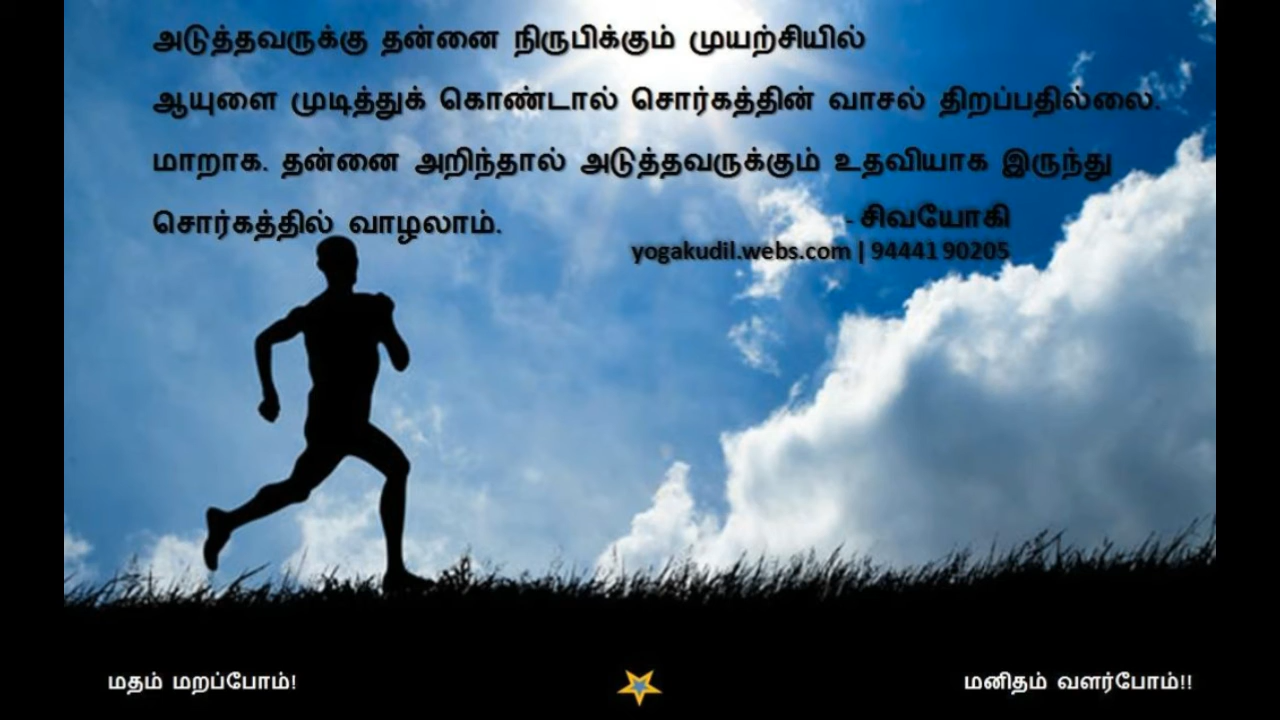 அடுத்தவருக்கு தன்னை நிருபிக்கும் முயற்சியில்
ஆயுளை முடித்துக் கொண்டால் சொர்கத்தின் வாசல் திறப்பதில்லை.
மாறாக. தன்னை அறிந்தால் அடுத்தவருக்கும் உதவியாக இருந்து
சொர்கத்தில் வாழலாம்.
- சிவயோகி
yogakudil.webs.com | 94441 90205
மதம் மறப்போம்!
மனிதம் வளர்போம்!!